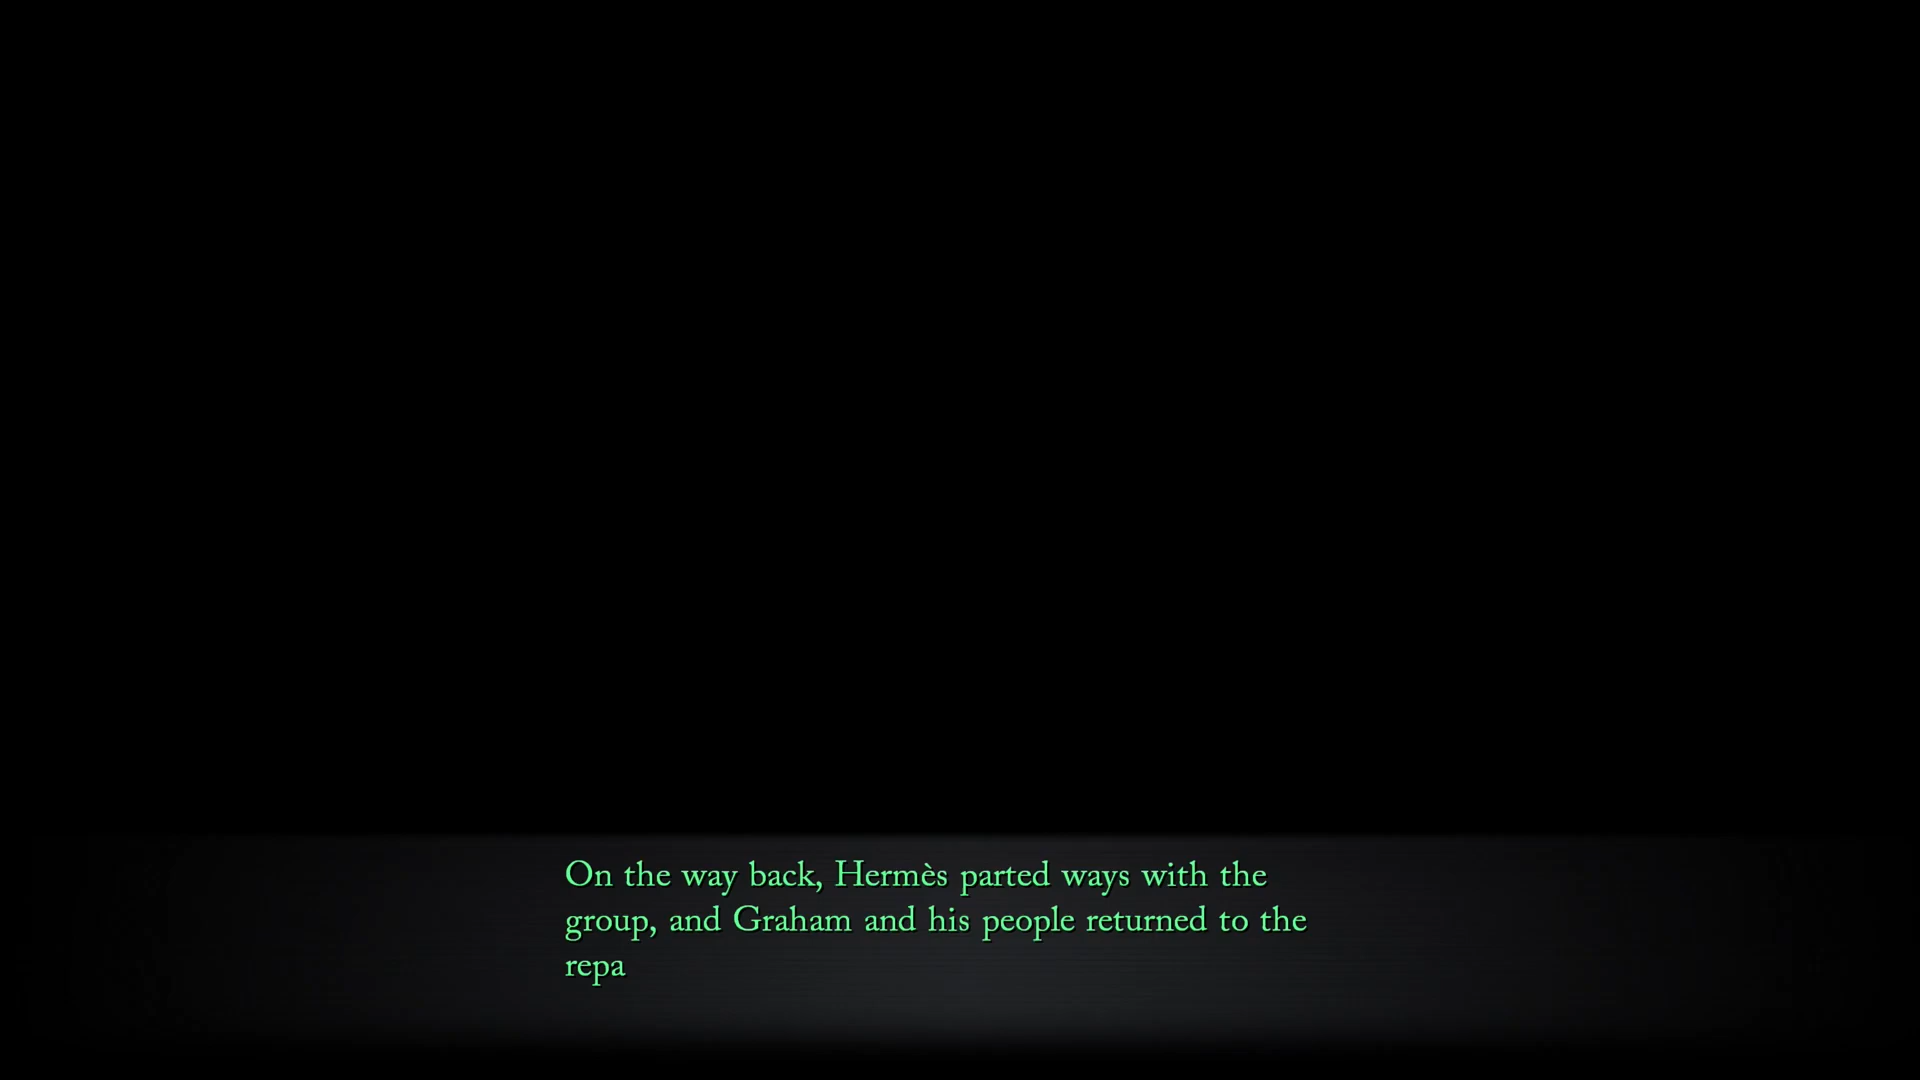 On the way back, Hermès parted ways with the
group, and Graham and his people returned to the
repa